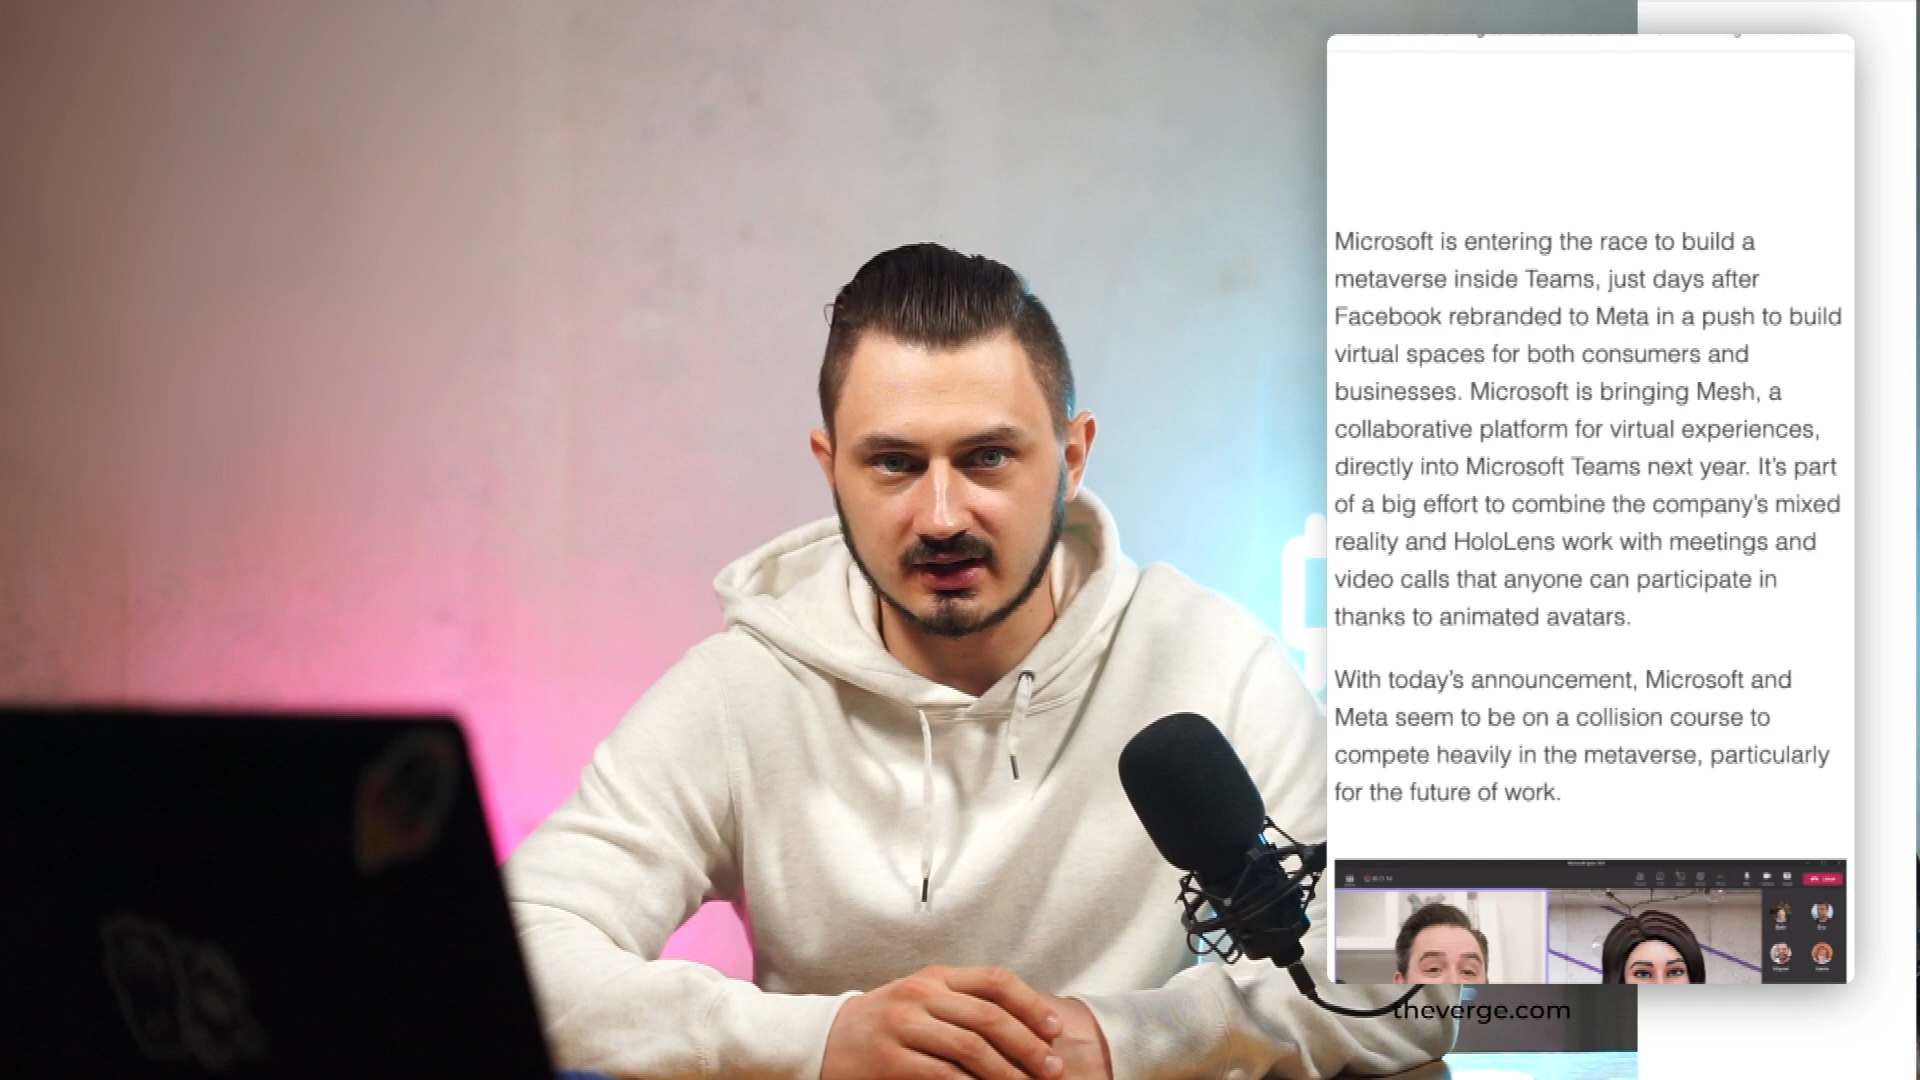 Microsoft is entering the race to build a
metaverse inside Teams, just days after
Facebook rebranded to Meta in a push to build
virtual spaces for both consumers and
businesses. Microsoft is bringing Mesh, a
collaborative platform for virtual experiences,
directly into Microsoft Teams next year. It’s part
of a big effort to combine the company’s mixed
reality and HoloLens work with meetings and
video calls that anyone can participate in
thanks to animated avatars.
With today’s announcement, Microsoft and
Meta seem to be on a collision course to
compete heavily in the metaverse, particularly
for the future of work.
theverge.com